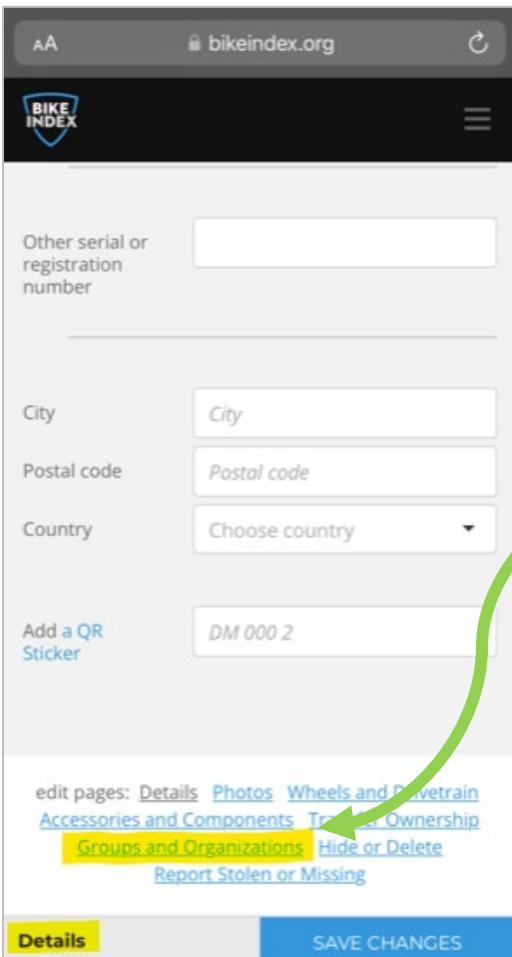 AA bikeindex.org
BIKE
INDEX
Other serial or
registration
number
City City
Postal code Postal code
Country Choose country
Add a QR DM 000 2
Sticker
edit pages: Details Photos Wheels and Drivetrain
Accessories and Components Transfer Ownership
Groups and Organizations Hide or Delete
Report Stolen or Missing
Details SAVE CHANGES